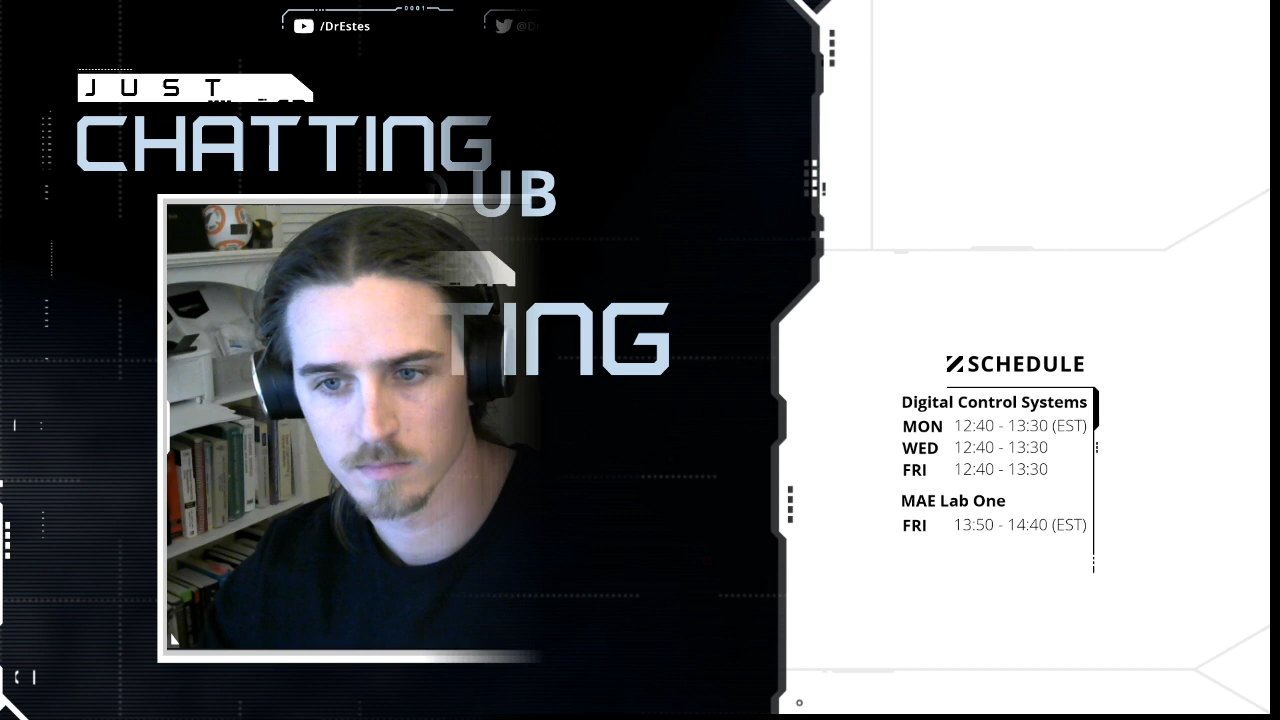 0001
/DrEstes
JUST
CHATTING
UB
TING
SCHEDULE
Digital Control Systems
MON 12:40 - 13:30 (EST)
WED 12:40 - 13:30
FRI 12:40 - 13:30
MAE Lab One
FRI 13:50 - 14:40 (EST)